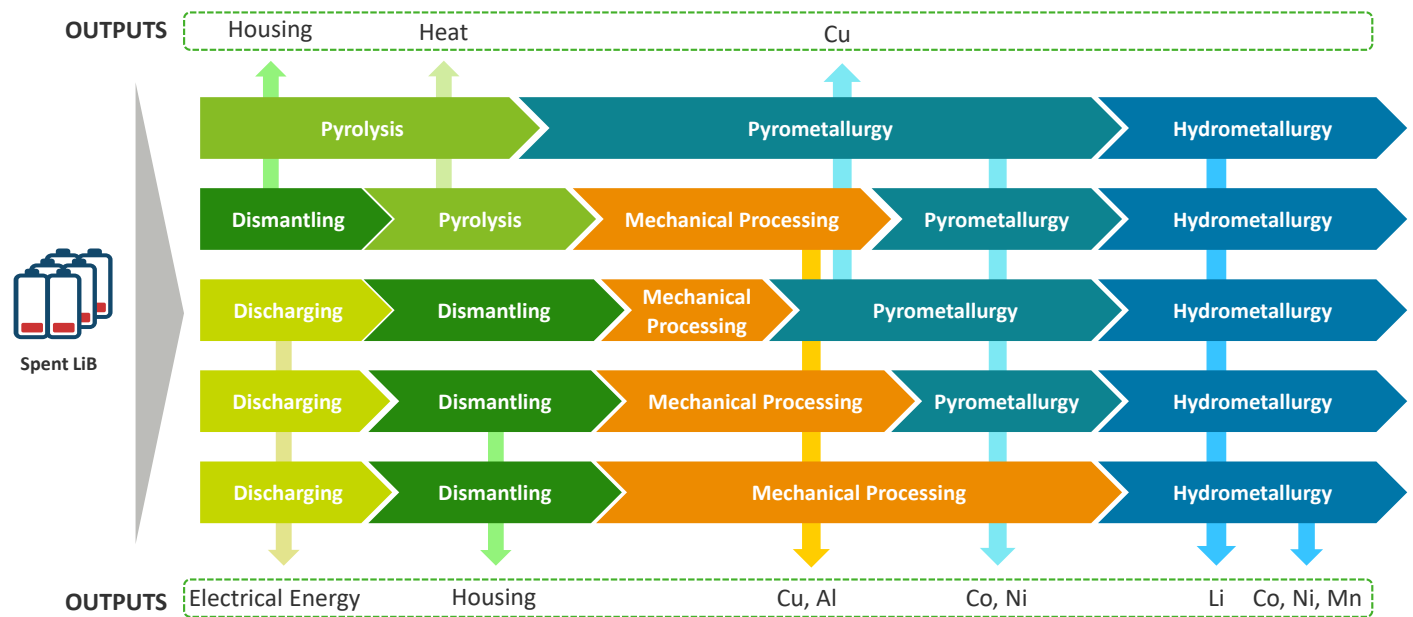 OUTPUTS
Housing
Heat
Cu
Pyrolysis
Pyrometallurgy
Hydrometallurgy
Dismantling
Pyrolysis
Mechanical Processing
Pyrometallurgy
Hydrometallurgy
Spent LiB
Discharging
Dismantling
Mechanical
Processing
Pyrometallurgy
Hydrometallurgy
Discharging
Dismantling
Mechanical Processing
Pyrometallurgy
Hydrometallurgy
Discharging
Dismantling
Mechanical Processing
Hydrometallurgy
OUTPUTS
Electrical Energy
Housing
Cu, Al
Co, Ni
Li
Co, Ni, Mn